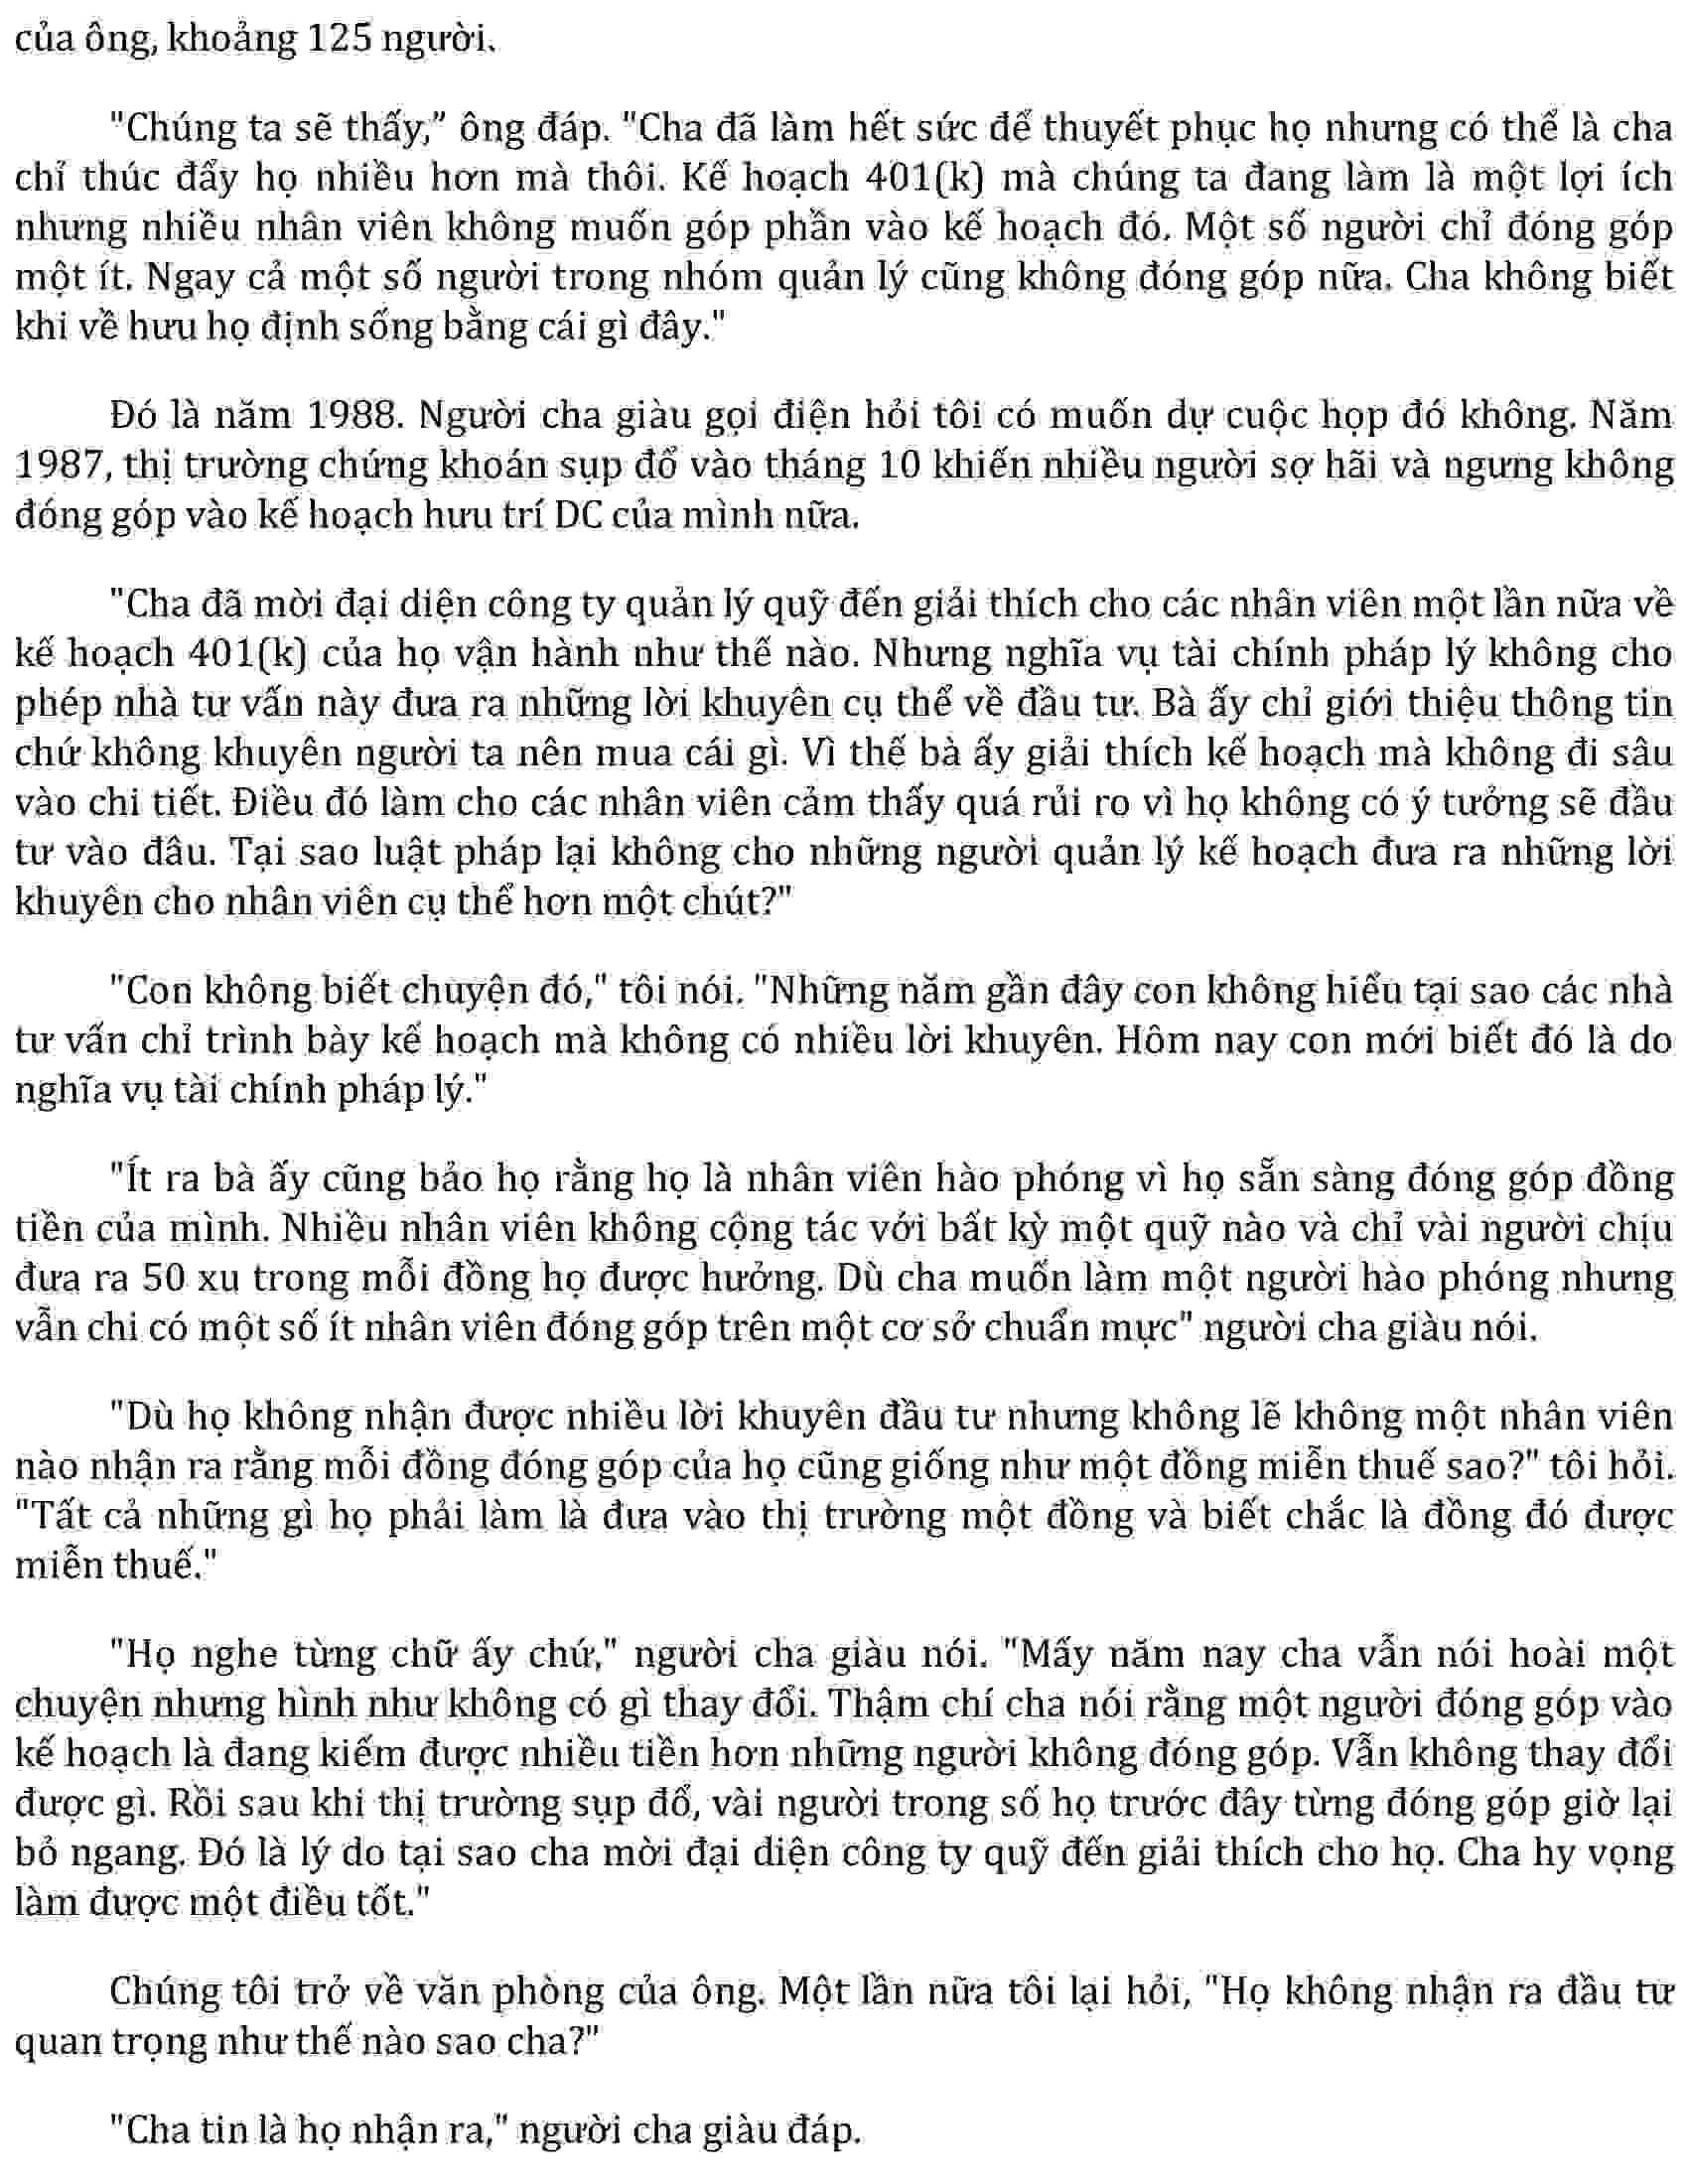 của ông, khoảng 125 người.
"Chúng ta sẽ thấy,” ông đáp. "Cha đã làm hết sức để thuyết phục họ nhưng có thể là cha
chỉ thúc đẩy họ nhiều hơn mà thôi. Kế hoạch 401(k) mà chúng ta đang làm là một lợi ích
nhưng nhiều nhân viên không muốn góp phần vào kế hoạch đó. Một số người chỉ đóng góp
một ít. Ngay cả một số người trong nhóm quản lý cũng không đóng góp nữa. Cha không biết
khi về hưu họ định sống bằng cái gì đây."
Đó là năm 1988. Người cha giàu gọi điện hỏi tôi có muốn dự cuộc họp đó không. Năm
1987, thị trường chứng khoán sụp đổ vào tháng 10 khiến nhiều người sợ hãi và ngưng không
đóng góp vào kế hoạch hưu trí DC của mình nữa.
"Cha đã mời đại diện công ty quản lý quỹ đến giải thích cho các nhân viên một lần nữa về
kế hoạch 401(k) của họ vận hành như thế nào. Nhưng nghĩa vụ tài chính pháp lý không cho
phép nhà tư vấn này đưa ra những lời khuyên cụ thể về đầu tư. Bà ấy chỉ giới thiệu thông tin
chứ không khuyên người ta nên mua cái gì. Vì thế bà ấy giải thích kế hoạch mà không đi sâu
vào chi tiết. Điều đó làm cho các nhân viên cảm thấy quá rủi ro vì họ không có ý tưởng sẽ đầu
tư vào đâu. Tại sao luật pháp lại không cho những người quản lý kế hoạch đưa ra những lời
khuyên cho nhân viên cụ thể hơn một chút?"
"Con không biết chuyện đó," tôi nói. "Những năm gần đây con không hiểu tại sao các nhà
tư vấn chỉ trình bày kế hoạch mà không có nhiều lời khuyên. Hôm nay con mới biết đó là do
nghĩa vụ tài chính pháp lý."
"Ít ra bà ấy cũng bảo họ rằng họ là nhân viên hào phóng vì họ sẵn sàng đóng góp đồng
tiền của mình. Nhiều nhân viên không cộng tác với bất kỳ một quỹ nào và chỉ vài người chịu
đưa ra 50 xu trong mỗi đồng họ được hưởng. Dù cha muốn làm một người hào phóng nhưng
vẫn chi có một số ít nhân viên đóng góp trên một cơ sở chuẩn mực" người cha giàu nói.
"Dù họ không nhận được nhiều lời khuyên đầu tư nhưng không lẽ không một nhân viên
nào nhận ra rằng mỗi đồng đóng góp của họ cũng giống như một đồng miễn thuế sao?" tôi hỏi.
"Tất cả những gì họ phải làm là đưa vào thị trường một đồng và biết chắc là đồng đó được
miễn thuế."
"Họ nghe từng chữ ấy chứ," người cha giàu nói. "Mấy năm nay cha vẫn nói hoài một
chuyện nhưng hình như không có gì thay đổi. Thậm chí cha nói rằng một người đóng góp vào
kế hoạch là đang kiếm được nhiều tiền hơn những người không đóng góp. Vẫn không thay đổi
được gì. Rồi sau khi thị trường sụp đổ, vài người trong số họ trước đây từng đóng góp giờ lại
bỏ ngang. Đó là lý do tại sao cha mời đại diện công ty quỹ đến giải thích cho họ. Cha hy vọng
làm được một điều tốt."
Chúng tôi trở về văn phòng của ông. Một lần nữa tôi lại hỏi, "Họ không nhận ra đầu tư
quan trọng như thế nào sao cha?"
"Cha tin là họ nhận ra," người cha giàu đáp.